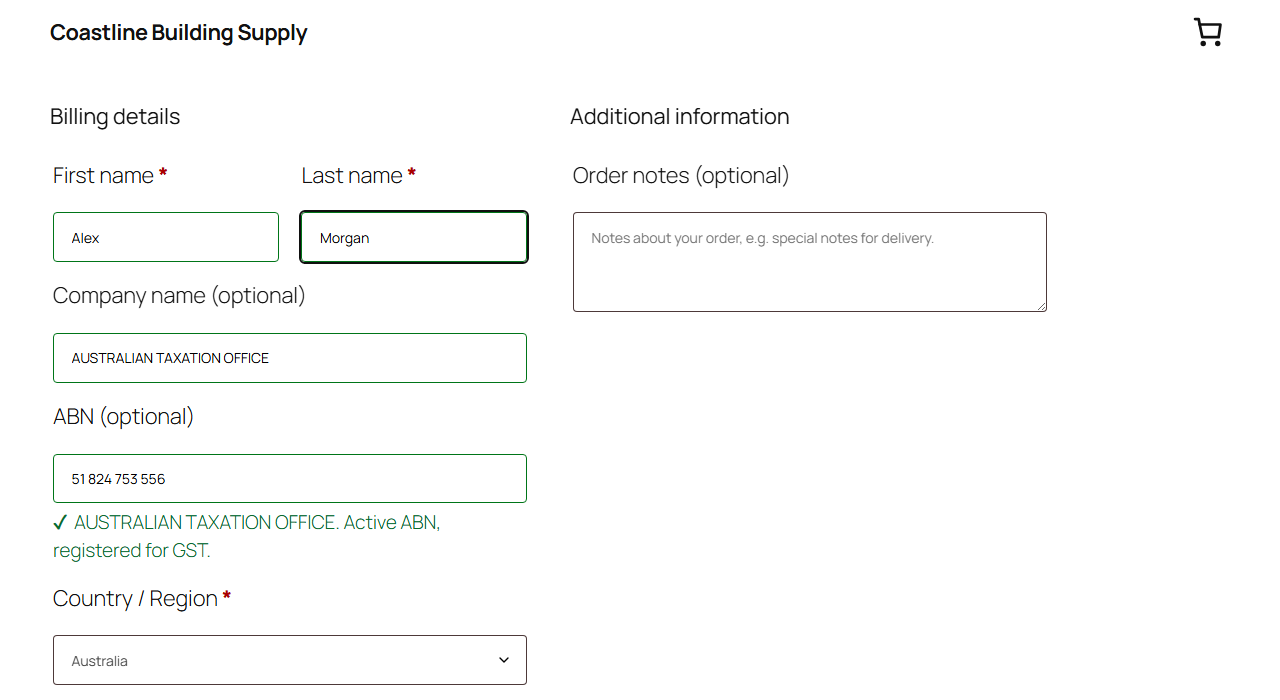 Coastline Building Supply
Billing details
First name *
Last name *
Alex
Morgan
Company name (optional)
AUSTRALIAN TAXATION OFFICE
ABN (optional)
51 824 753 556
✓ AUSTRALIAN TAXATION OFFICE. Active ABN,
registered for GST.
Country / Region *
Australia
Additional information
Order notes (optional)
Notes about your order, e.g. special notes for delivery.